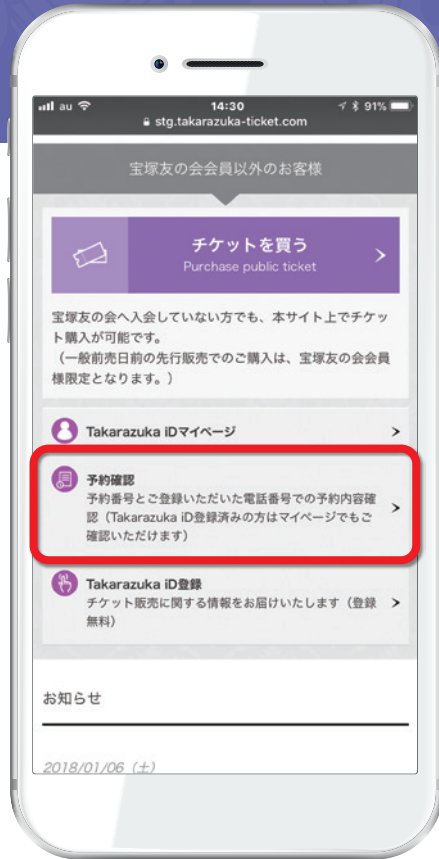 au 14:30 91%
stg.takarazuka-ticket.com
宝塚友の会会員以外のお客様
チケットを買う
Purchase public ticket
宝塚友の会へ入会していない方でも、本サイト上でチケッ
ト購入が可能です。
（一般前売日前の先行販売でのご購入は、宝塚友の会会員
様限定となります。）
Takarazuka iDマイページ
予約確認
予約番号とご登録いただいた電話番号での予約内容確
認（Takarazuka iD登録済みの方はマイページでもご
確認いただけます）
Takarazuka iD登録
チケット販売に関する情報をお届けいたします（登録
無料）
お知らせ
2018/01/06（土）